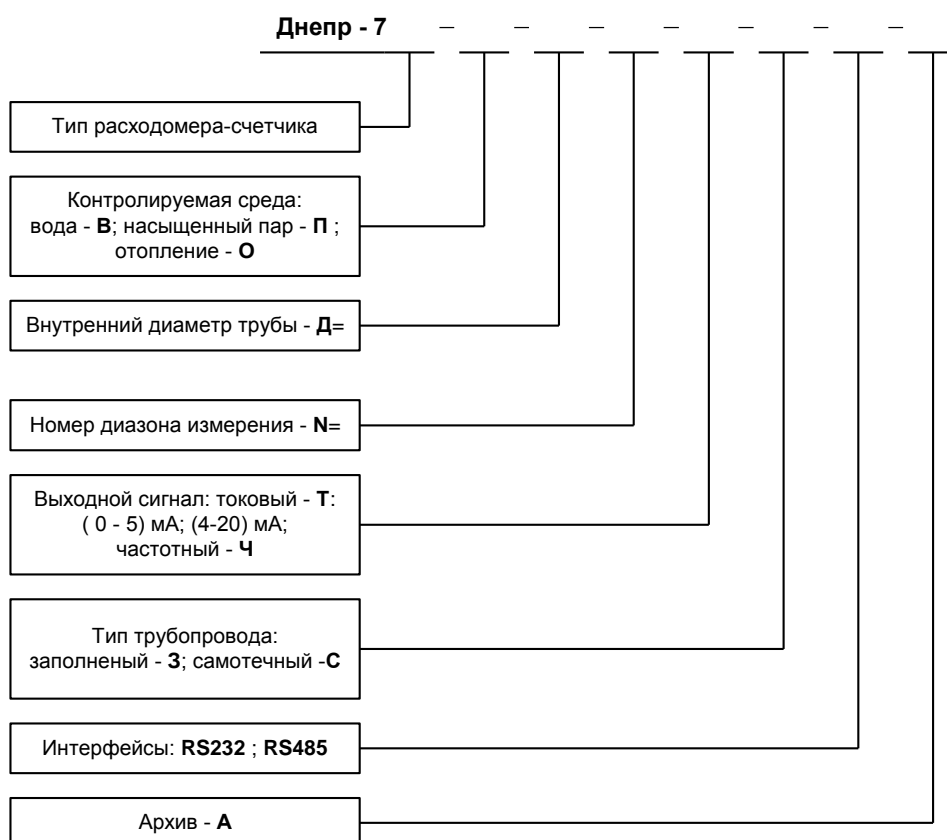 Днепр - 7 – – – – – – –
Тип расходомера-счетчика
Контролируемая среда:
вода - В; насыщенный пар - П ;
отопление - О
Внутренний диаметр трубы - Д=
Номер диазона измерения - N=
Выходной сигнал: токовый - Т:
( 0 - 5) мА; (4-20) мА;
частотный - Ч
Тип трубопровода:
заполненый - З; самотечный -С
Интерфейсы: RS232 ; RS485
Архив - А